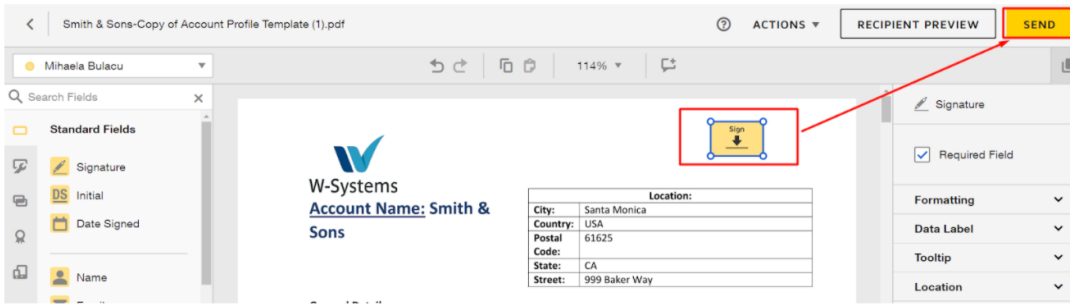 Smith & Sons-Copy of Account Profile Template (1).pdf
ACTIONS
RECIPIENT PREVIEW
SEND
Mihaela Bulacu
114%
Search Fields
Standard Fields
Signature
DS Initial
Date Signed
Name
Sign
W-Systems
Account Name: Smith &
Sons
Location:
City: Santa Monica
Country: USA
Postal 61625
Code:
State: CA
Street: 999 Baker Way
Signature
Required Field
Formatting
Data Label
Tooltip
Location